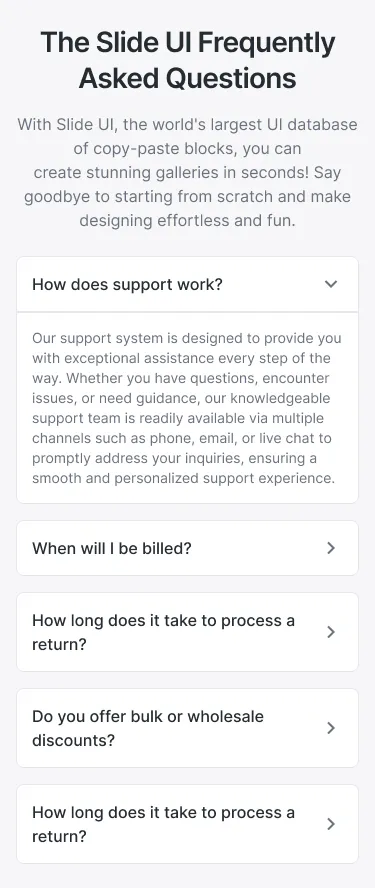 The Slide UI Frequently
Asked Questions
With Slide UI, the world's largest UI database
of copy-paste blocks, you can
create stunning galleries in seconds! Say
goodbye to starting from scratch and make
designing effortless and fun.
How does support work?
Our support system is designed to provide you
with exceptional assistance every step of the
way. Whether you have questions, encounter
issues, or need guidance, our knowledgeable
support team is readily available via multiple
channels such as phone, email, or live chat to
promptly address your inquiries, ensuring a
smooth and personalized support experience.
When will I be billed?
How long does it take to process a
return?
Do you offer bulk or wholesale
discounts?
How long does it take to process a
return?